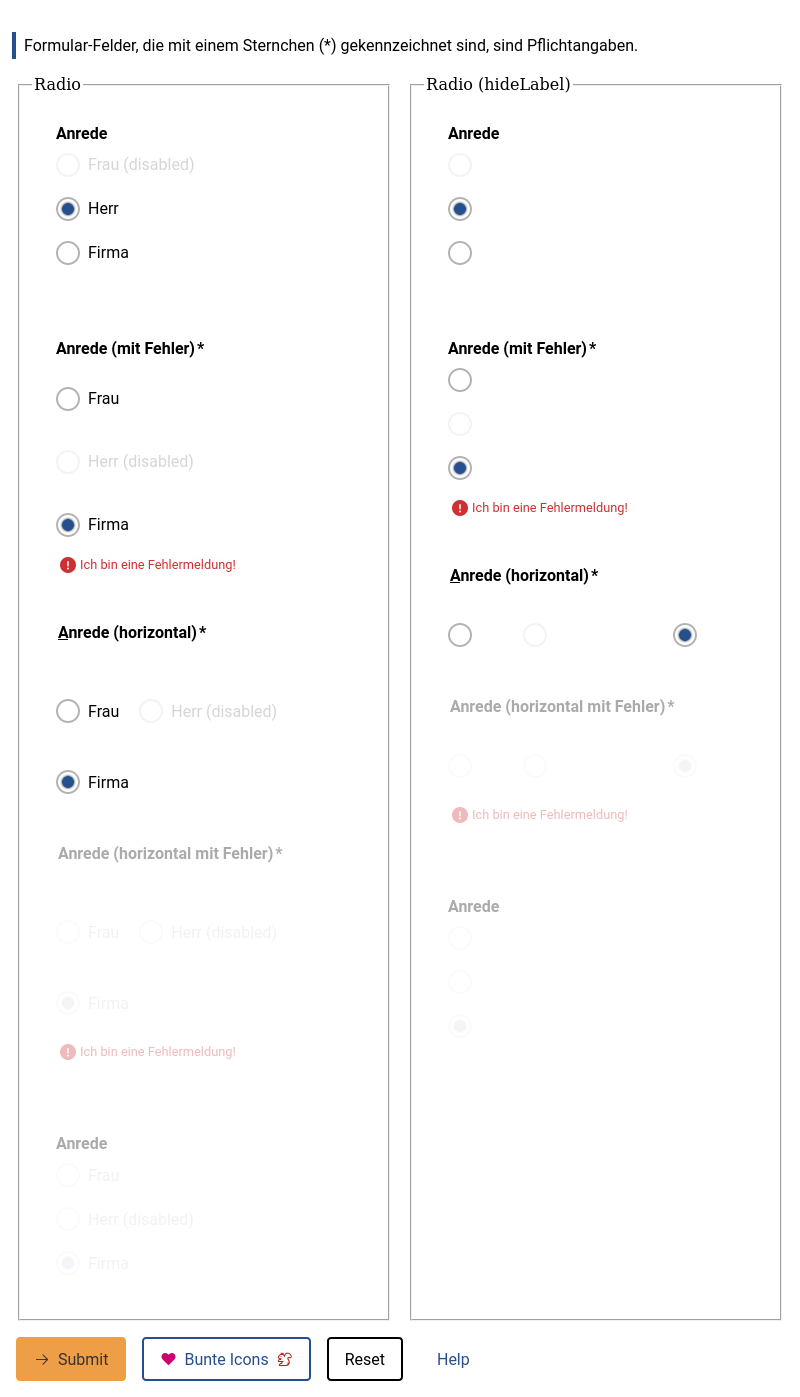 Formular-Felder, die mit einem Sternchen (*) gekennzeichnet sind, sind Pflichtangaben.
Radio
Anrede
Frau (disabled)
Herr
Firma
Anrede (mit Fehler)*
Frau
Herr (disabled)
Firma
Ich bin eine Fehlermeldung!
Anrede (horizontal)*
Frau Herr (disabled)
Firma
Anrede (horizontal mit Fehler)*
Frau Herr (disabled)
Firma
Ich bin eine Fehlermeldung!
Anrede
Frau
Herr (disabled)
Firma
Radio (hideLabel)
Anrede
Anrede (mit Fehler)*
Ich bin eine Fehlermeldung!
Anrede (horizontal)*
Anrede (horizontal mit Fehler)*
Ich bin eine Fehlermeldung!
Anrede
Submit Bunte Icons Reset Help